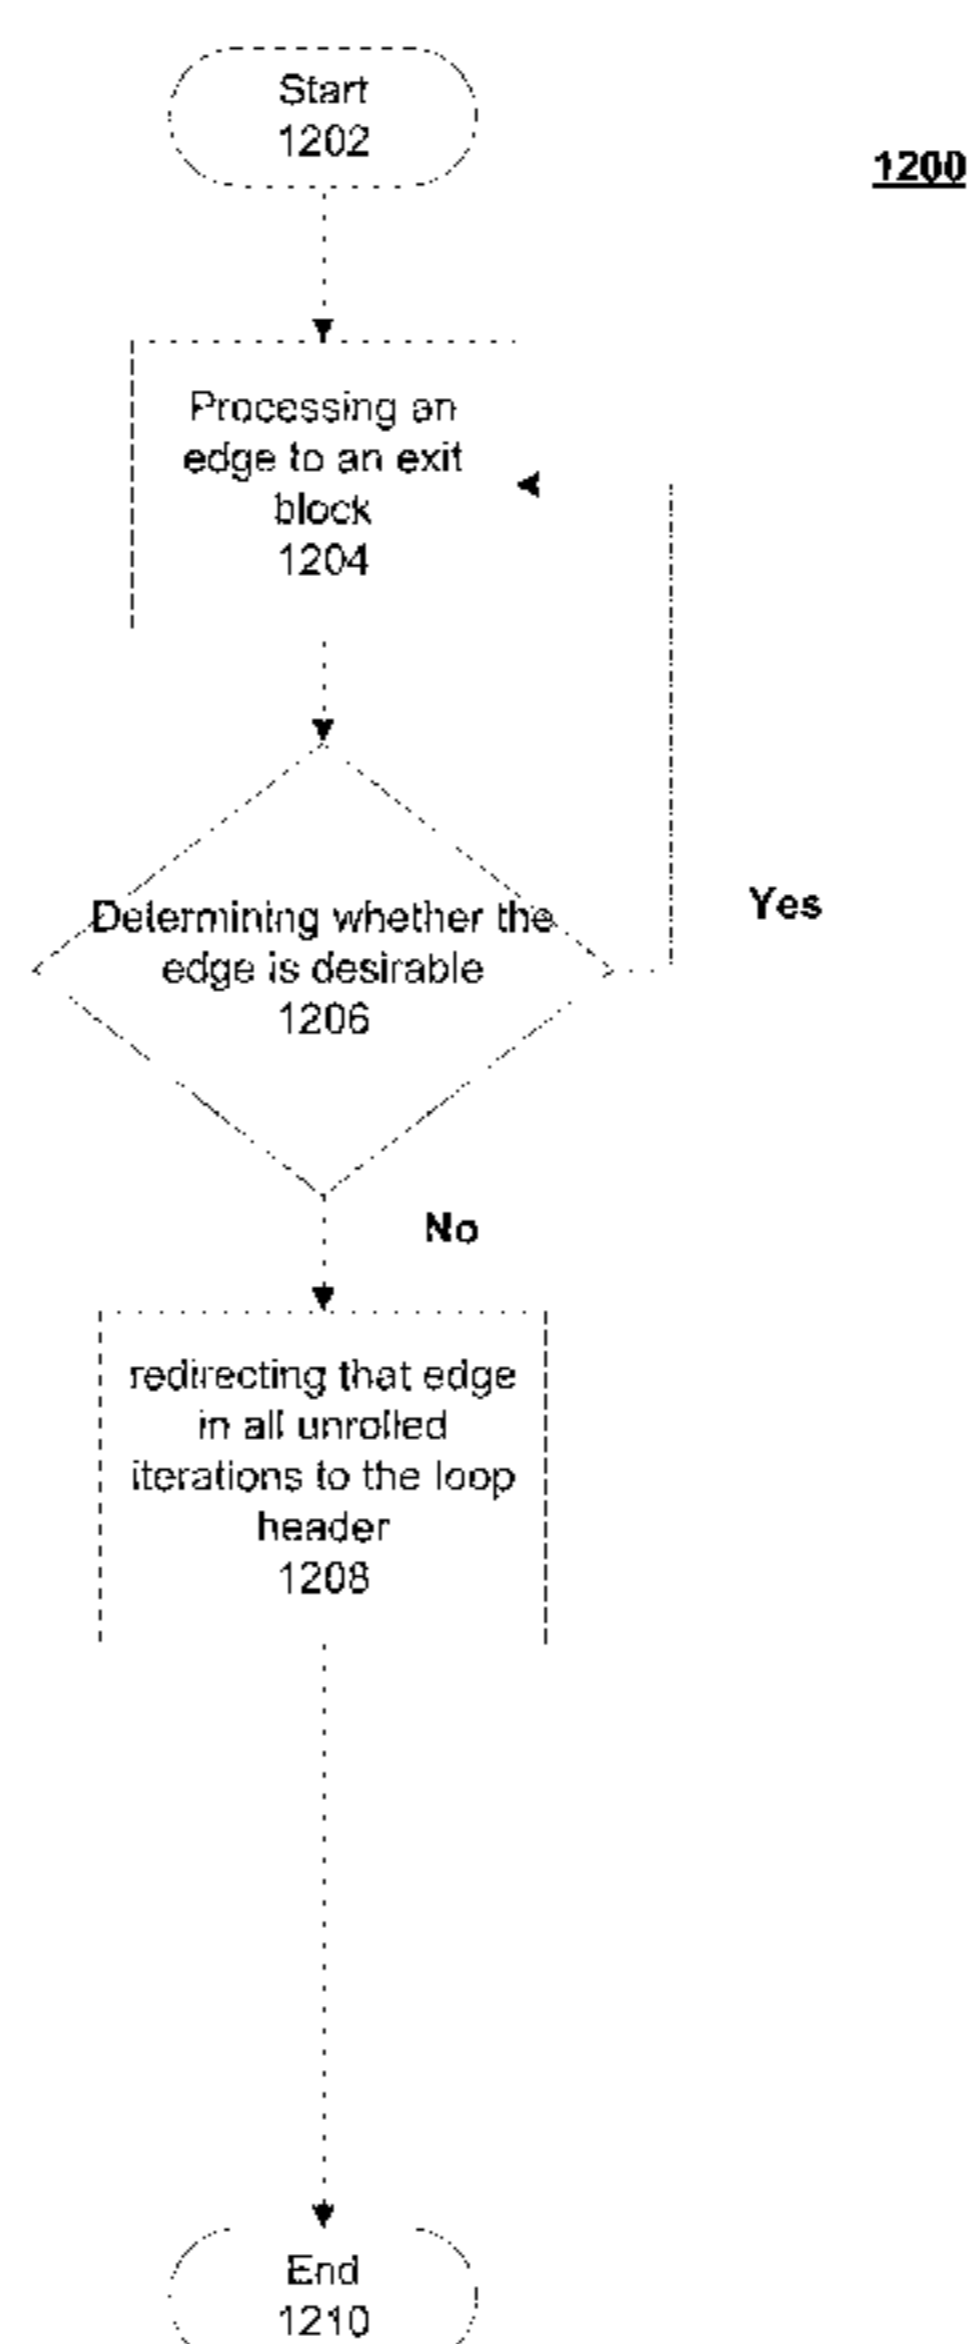 Start
1202
1200
Processing an
edge to an exit
block
1204
Determining whether the
edge is desirable
1206
Yes
No
redirecting that edge
in all unrolled
iterations to the loop
header
1208
End
1210